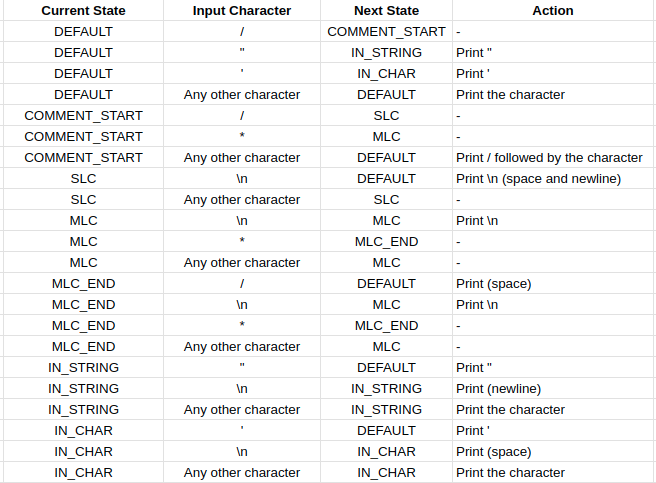 Current State Input Character Next State Action
DEFAULT / COMMENT_START -
DEFAULT " IN_STRING Print "
DEFAULT ' IN_CHAR Print '
DEFAULT Any other character DEFAULT Print the character
COMMENT_START / SLC -
COMMENT_START * MLC -
COMMENT_START Any other character DEFAULT Print / followed by the character
SLC \n DEFAULT Print \n (space and newline)
SLC Any other character SLC -
MLC \n MLC Print \n
MLC * MLC_END -
MLC Any other character MLC -
MLC_END / DEFAULT Print (space)
MLC_END \n MLC Print \n
MLC_END * MLC_END -
MLC_END Any other character MLC -
IN_STRING " DEFAULT Print "
IN_STRING \n IN_STRING Print (newline)
IN_STRING Any other character IN_STRING Print the character
IN_CHAR ' DEFAULT Print '
IN_CHAR \n IN_CHAR Print (space)
IN_CHAR Any other character IN_CHAR Print the character